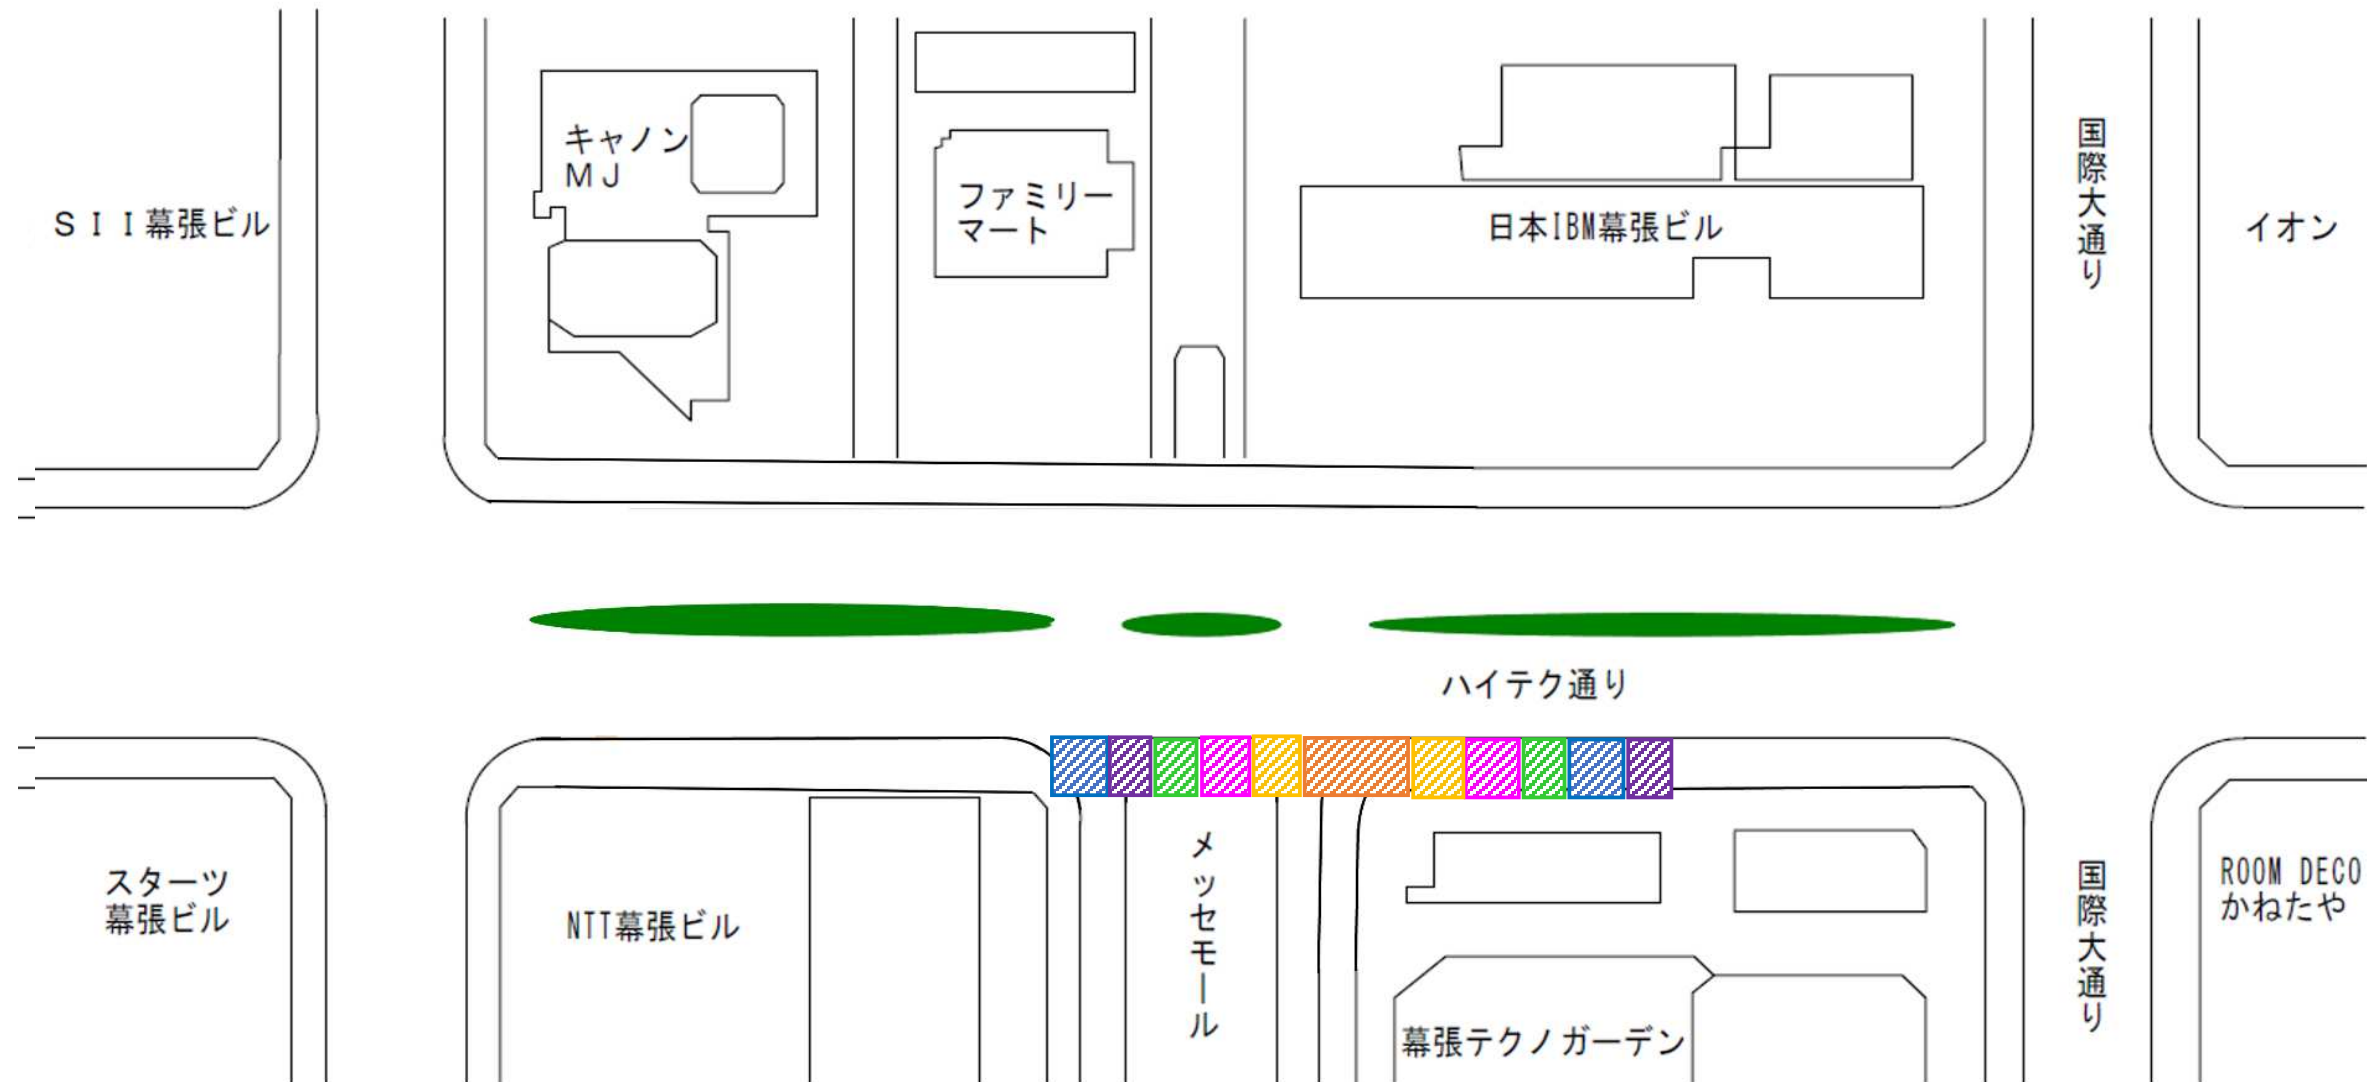 キャノン
ＭＪ
ファミリー
マート
ＳＩＩ幕張ビル
日本IBM幕張ビル
国際大通り
イオン
ハイテク通り
スターツ
幕張ビル
NTT幕張ビル
メッセモール
幕張テクノガーデン
国際大通り
ROOM DECO
かねたや